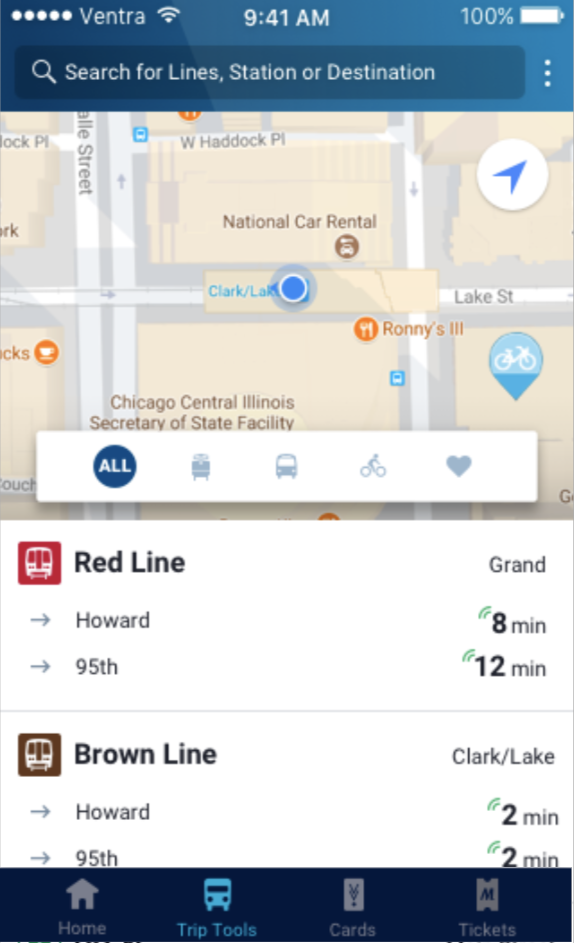 Ventra 9:41 AM 100%
Search for Lines, Station or Destination
lock Pl
alle Street
W Haddock Pl
ork
National Car Rental
Clark/Lake
Lake St
Ronny's III
cks
Chicago Central Illinois
Secretary of State Facility
ouch
G
ALL
Red Line Grand
Howard 8 min
95th 12 min
Brown Line Clark/Lake
Howard 2 min
95th 2 min
Home Trip Tools Cards Tickets